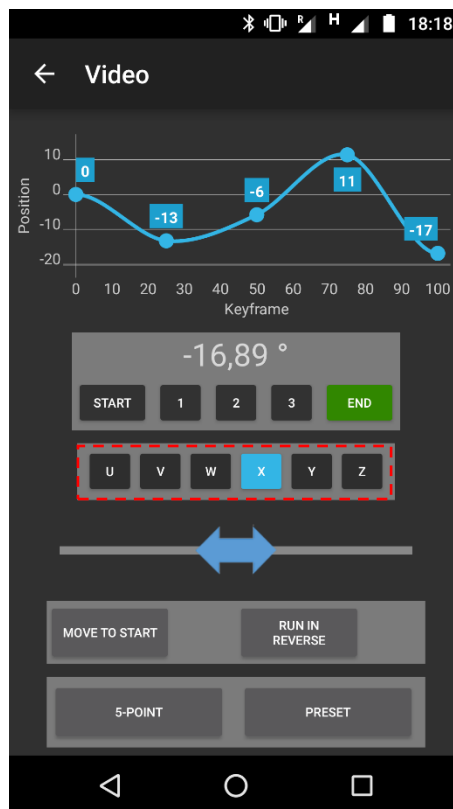 R H 18:18
Video
10
0
-10
-20
Position
0
-13
-6
11
-17
0 10 20 30 40 50 60 70 80 90 100
Keyframe
-16,89 °
START 1 2 3 END
U V W X Y Z
MOVE TO START
RUN IN
REVERSE
5-POINT PRESET